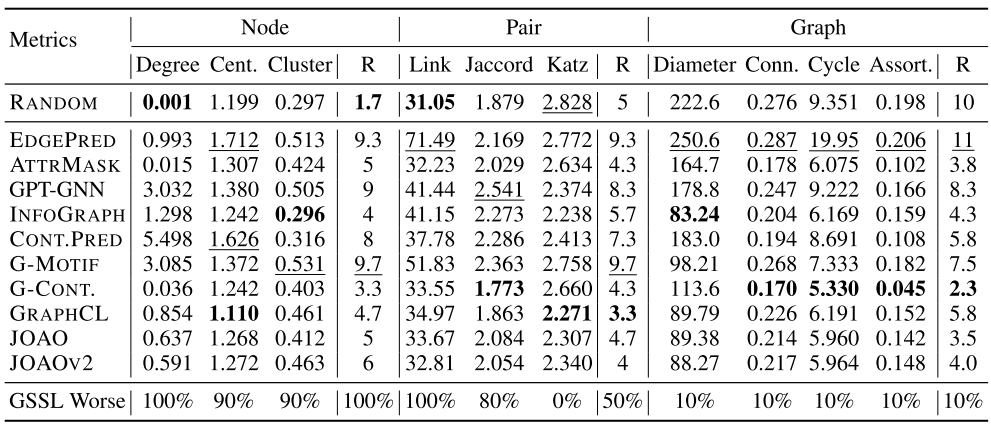 Metrics Node Pair Graph
Degree Cent. Cluster R Link Jaccord Katz R Diameter Conn. Cycle Assort. R
RANDOM 0.001 1.199 0.297 1.7 31.05 1.879 2.828 5 222.6 0.276 9.351 0.198 10
EDGEPRED 0.993 1.712 0.513 9.3 71.49 2.169 2.772 9.3 250.6 0.287 19.95 0.206 11
ATTRMASK 0.015 1.307 0.424 5 32.23 2.029 2.634 4.3 164.7 0.178 6.075 0.102 3.8
GPT-GNN 3.032 1.380 0.505 9 41.44 2.541 2.374 8.3 178.8 0.247 9.222 0.166 8.3
INFOGRAPH 1.298 1.242 0.296 4 41.15 2.273 2.238 5.7 83.24 0.204 6.169 0.159 4.3
CONT.PRED 5.498 1.626 0.316 8 37.78 2.286 2.413 7.3 183.0 0.194 8.691 0.108 5.8
G-MOTIF 3.085 1.372 0.531 9.7 51.83 2.363 2.758 9.7 98.21 0.268 7.333 0.182 7.5
G-CONT. 0.036 1.242 0.403 3.3 33.55 1.773 2.660 4.3 113.6 0.170 5.330 0.045 2.3
GRAPHCL 0.854 1.110 0.461 4.7 34.97 1.863 2.271 3.3 89.79 0.226 6.191 0.152 5.8
JOAO 0.637 1.268 0.412 5 33.67 2.084 2.307 4.7 89.38 0.214 5.960 0.142 3.5
JOAOV2 0.591 1.272 0.463 6 32.81 2.054 2.340 4 88.27 0.217 5.964 0.148 4.0
GSSL Worse 100% 90% 90% 100% 100% 80% 0% 50% 10% 10% 10% 10% 10%